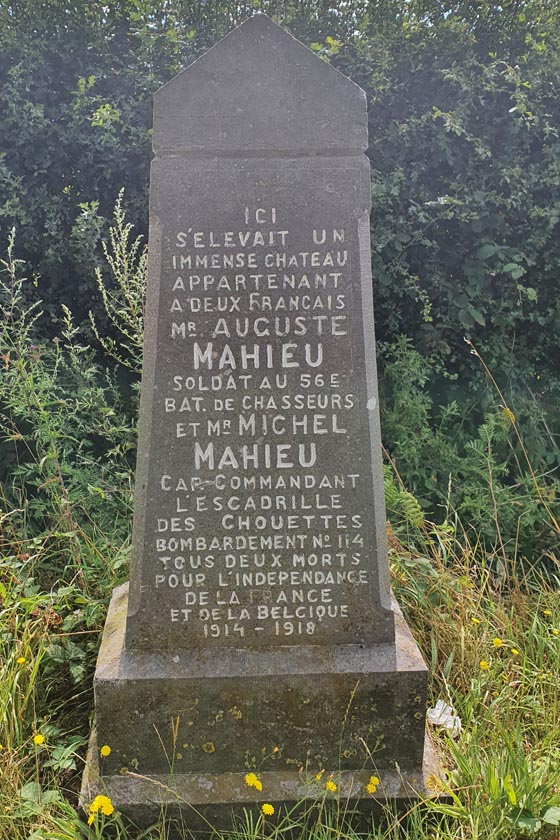 ICI
S'ELEVAIT UN
IMMENSE CHATEAU
APPARTENANT
A DEUX FRANCAIS
MR. AUGUSTE
MAHIEU
SOLDAT AU 56E
BAT. DE CHASSEURS
ET MR MICHEL
MAHIEU
CAP-COMMANDANT
L'ESCADRILLE
DES CHOUETTES
BOMBARDEMENT No 114
TOUS DEUX MORTS
POUR L'INDEPENDANCE
DE LA FRANCE
ET DE LA BELGIQUE
1914 - 1918